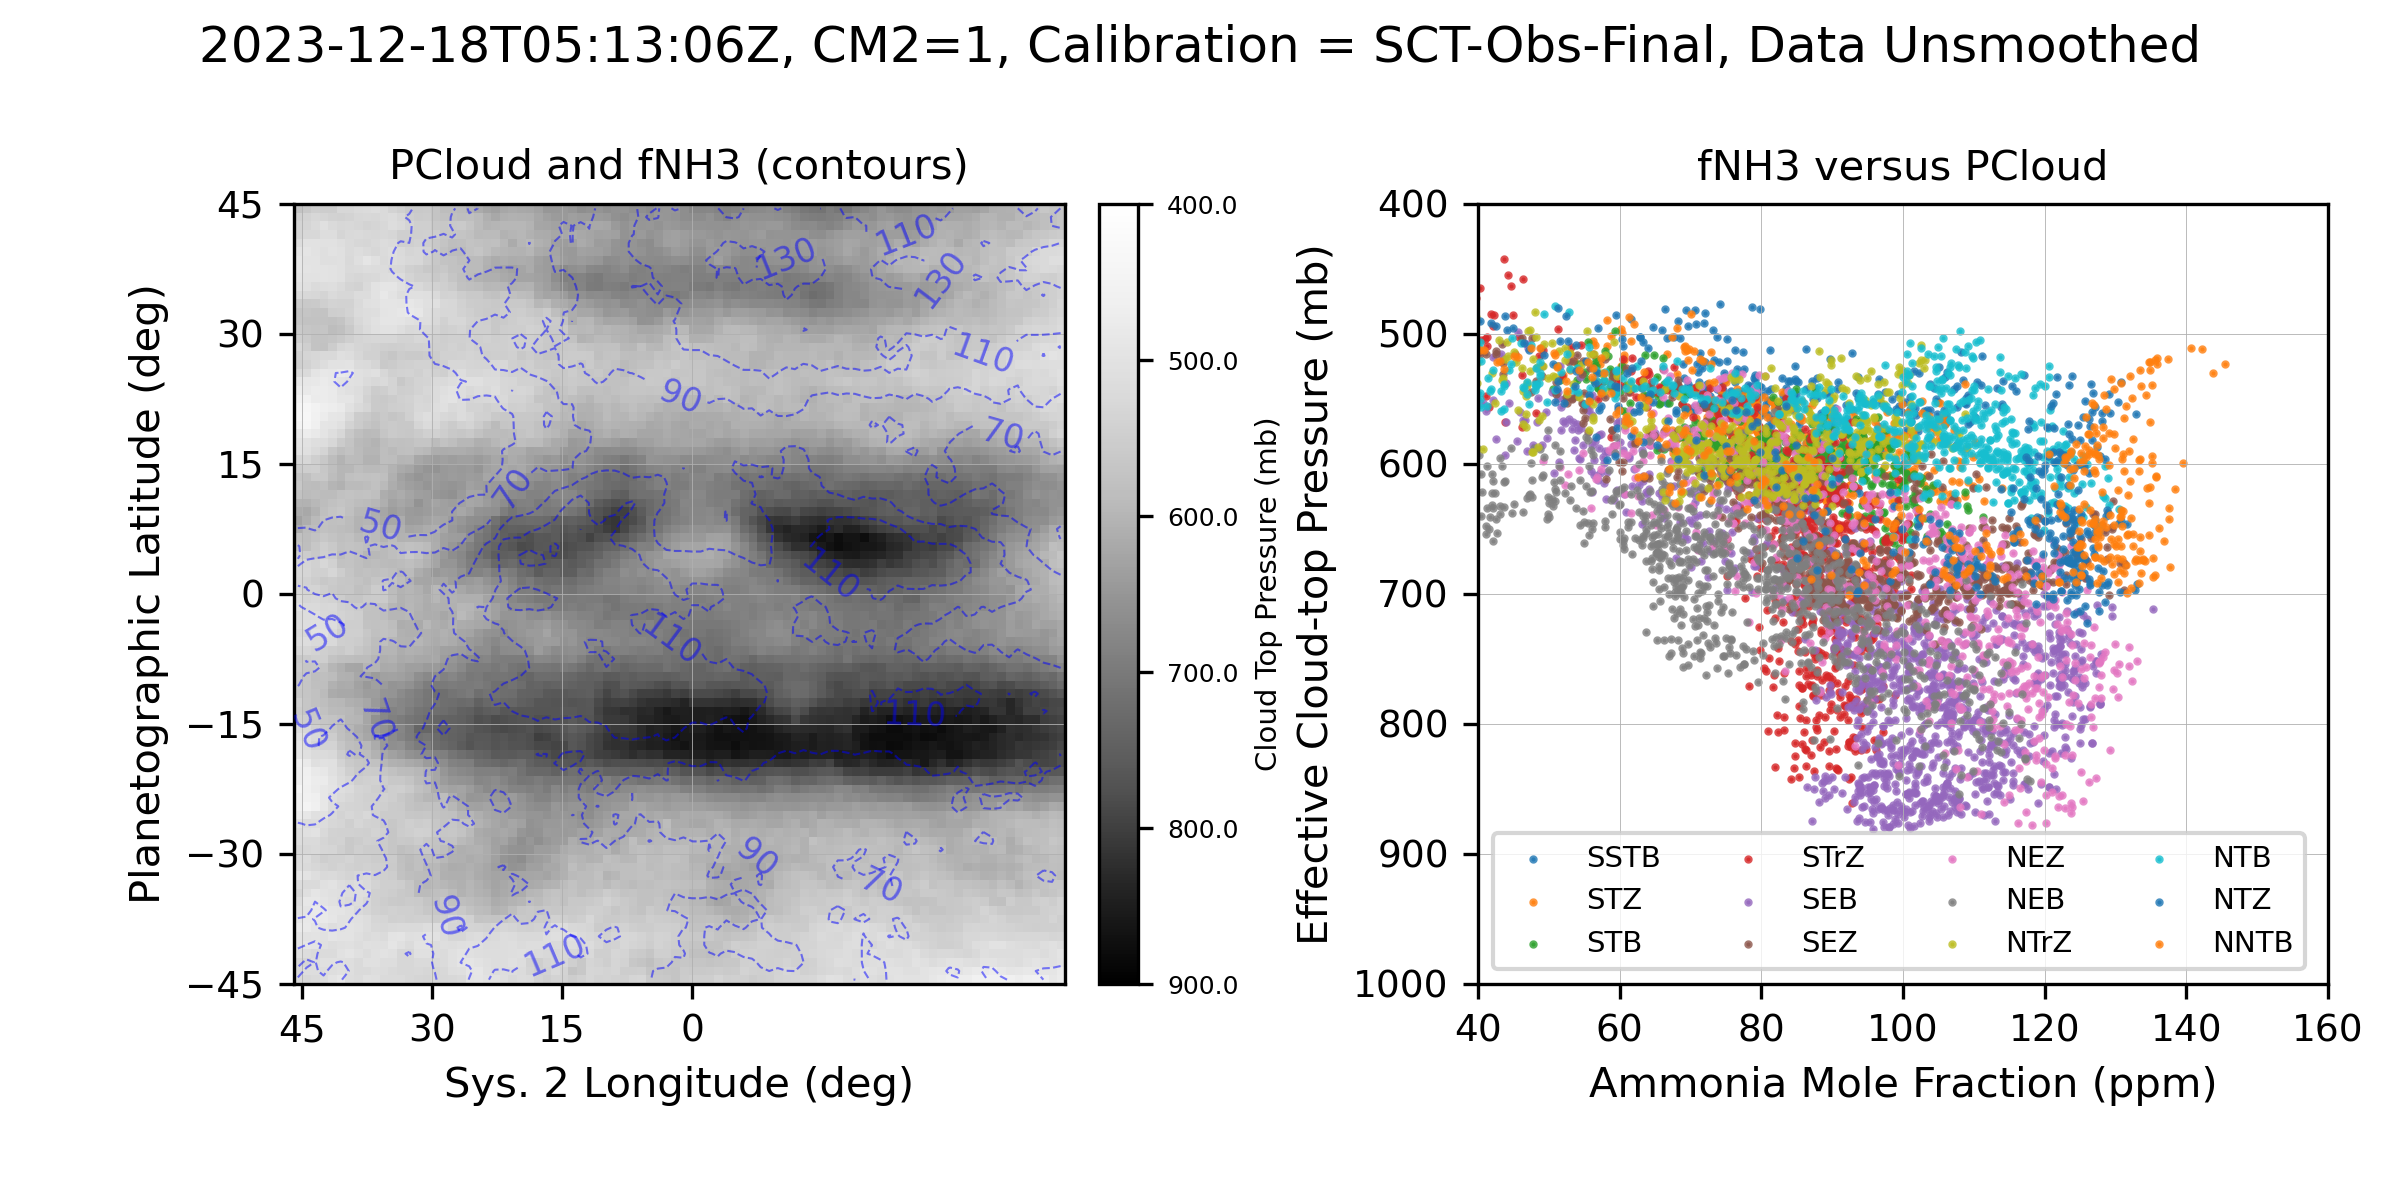 2023-12-18T05:13:06Z, CM2=1, Calibration = SCT-Obs-Final, Data Unsmoothed
PCloud and fNH3 (contours)
Planetographic Latitude (deg)
45
30
15
0
−15
−30
−45
45
30
15
0
Sys. 2 Longitude (deg)
130
110
130
110
90
70
70
50
110
50
110
50
70
110
90
70
90
110
400.0
500.0
600.0
700.0
800.0
900.0
Cloud Top Pressure (mb)
fNH3 versus PCloud
Effective Cloud-top Pressure (mb)
400
500
600
700
800
900
1000
SSTB
STZ
STB
STrZ
SEB
SEZ
NEZ
NEB
NTrZ
NTB
NTZ
NNTB
40
60
80
100
120
140
160
Ammonia Mole Fraction (ppm)